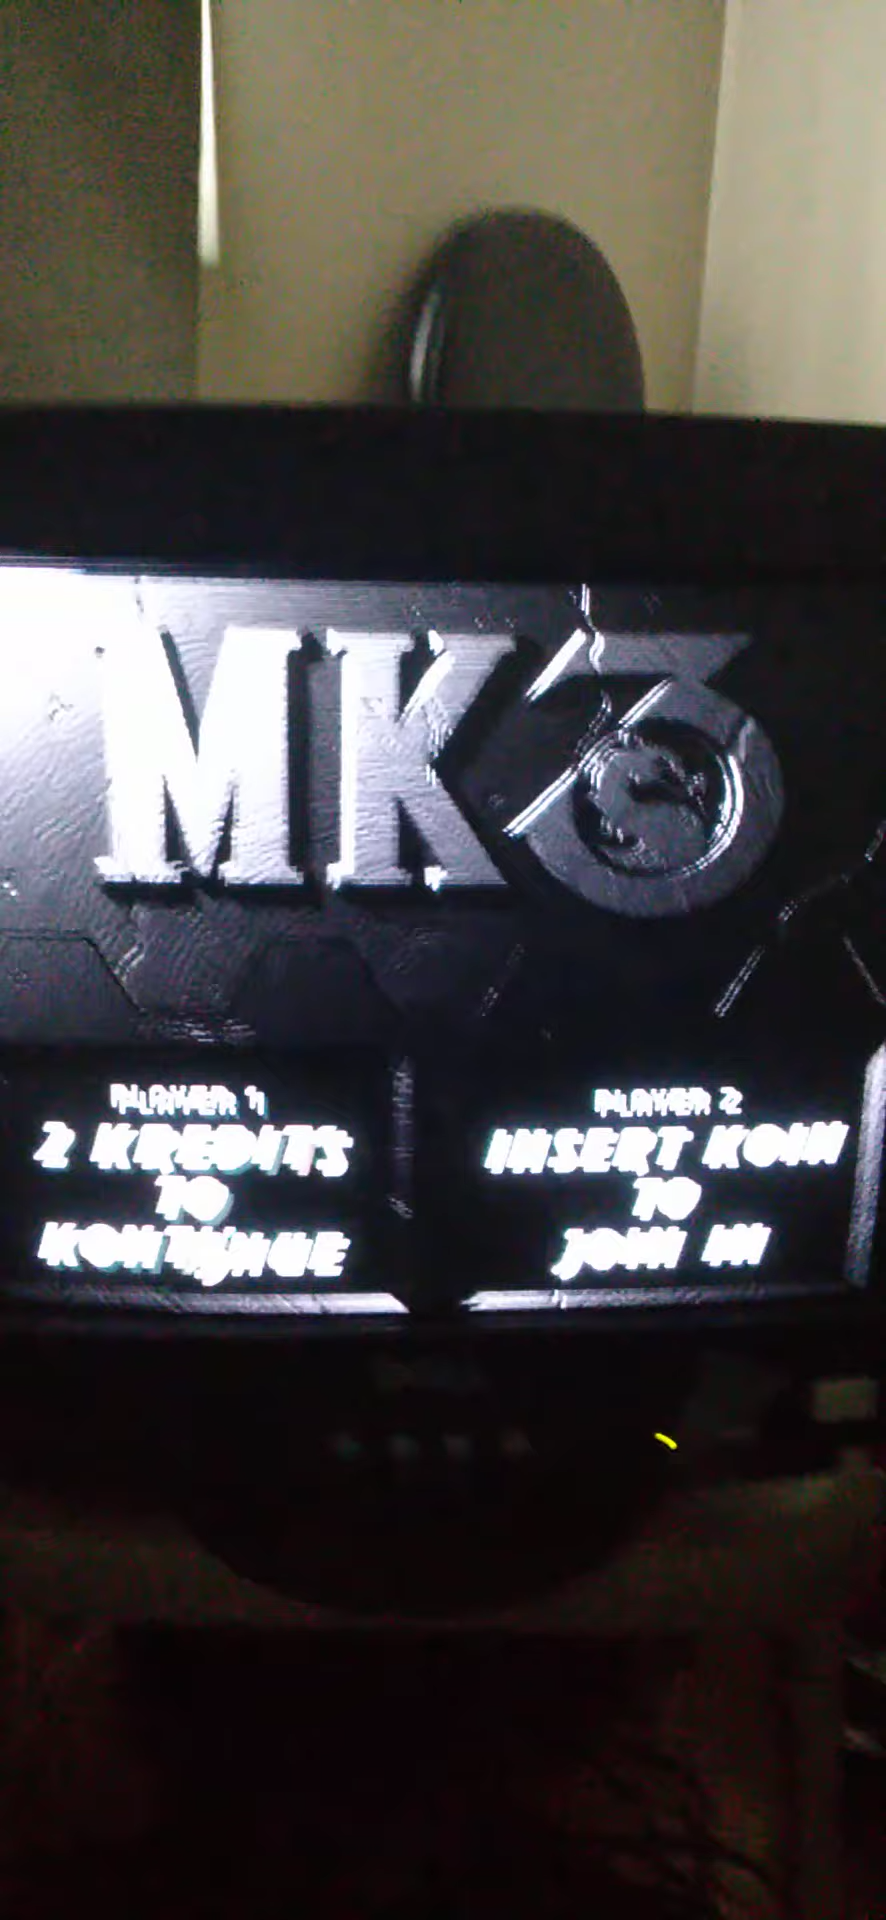 MK3
PLAYER 1
2 KREDITS
TO
KONTINUE
PLAYER 2
INSERT KOIN
TO
JOIN IN